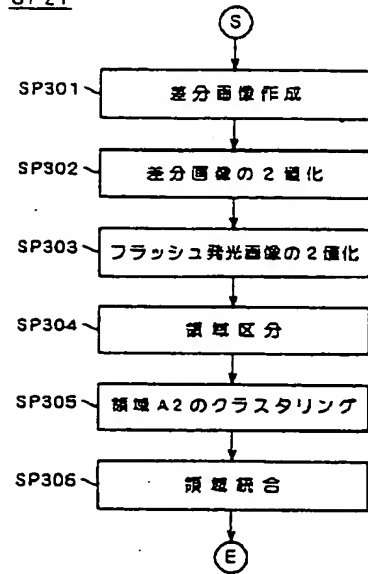 S
SP301
差分画像作成
SP302
差分画像の2値化
SP303
フラッシュ発光画像の2値化
SP304
領域区分
SP305
領域A2のクラスタリング
SP306
領域統合
E